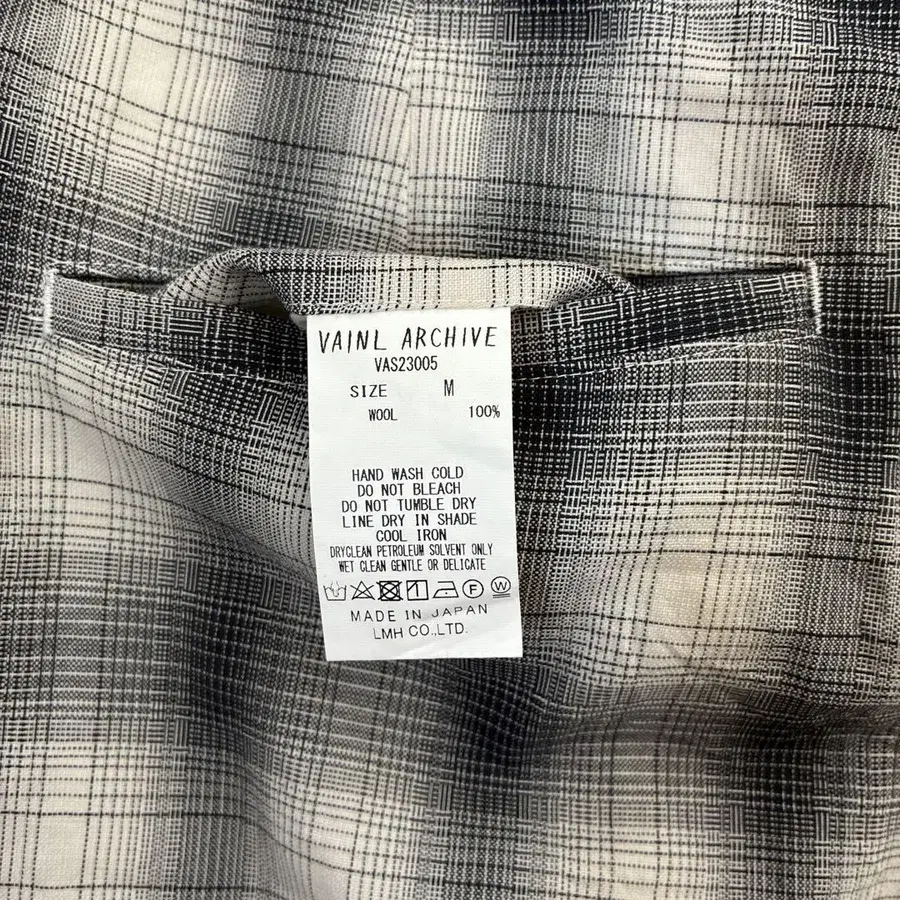 VAINL ARCHIVE
VAS23005
SIZE M
WOOL 100%
HAND WASH COLD
DO NOT BLEACH
DO NOT TUMBLE DRY
LINE DRY IN SHADE
COOL IRON
DRYCLEAN PETROLEUM SOLVENT ONLY
WET CLEAN GENTLE OR DELICATE
F W
MADE IN JAPAN
LMH CO.,LTD.